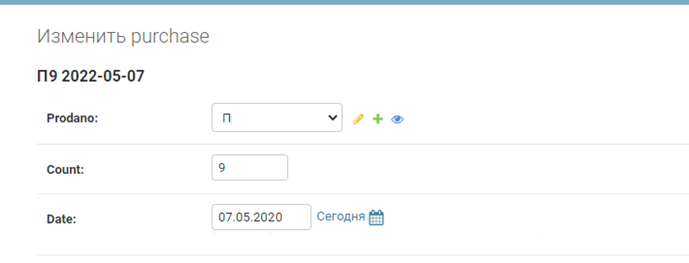 Изменить purchase
П9 2022-05-07
Prodano: П
Count: 9
Date: 07.05.2020 Сегодня